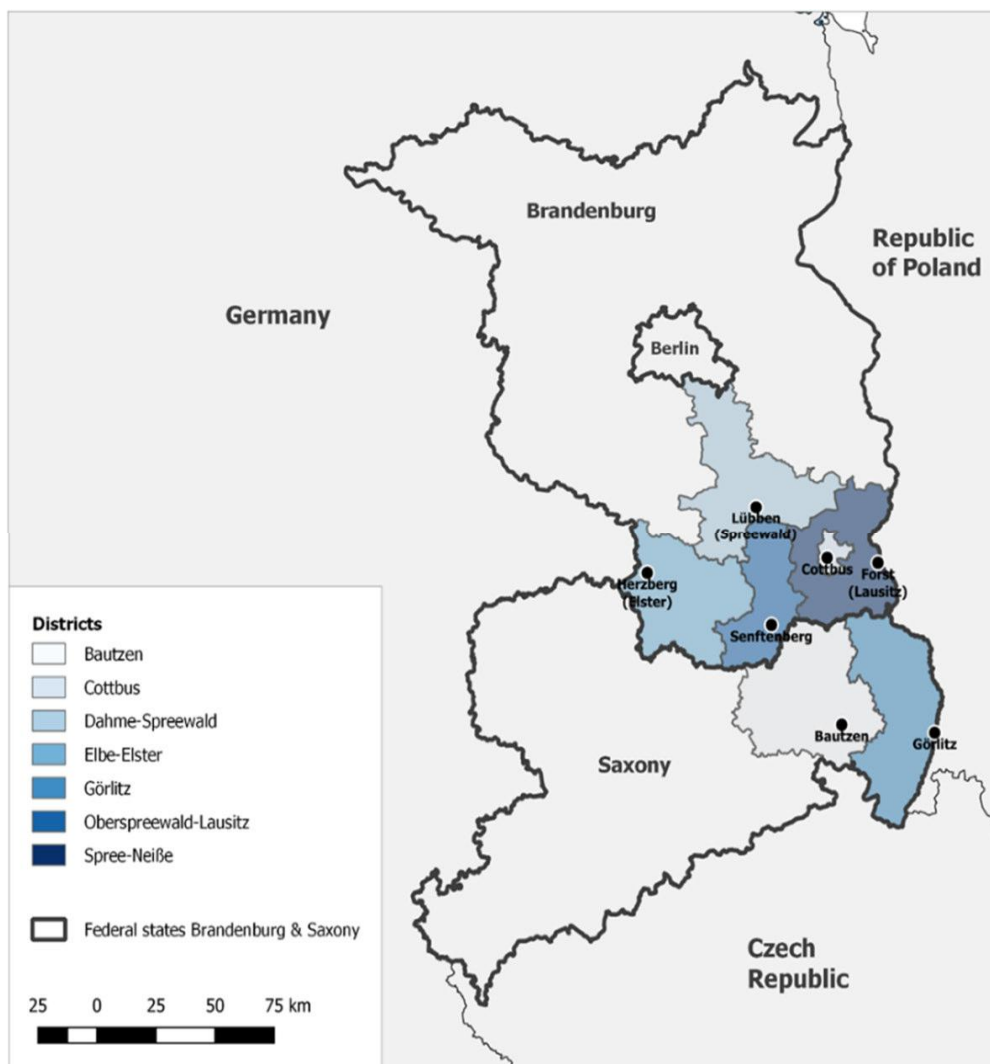 Brandenburg
Republic
of Poland
Germany
Berlin
Lübben
(Spreewald)
Cottbus
Forst
(Lausitz)
Herzberg
(Elster)
Senftenberg
Bautzen
Görlitz
Saxony
Czech
Republic
Districts
Bautzen
Cottbus
Dahme-Spreewald
Elbe-Elster
Görlitz
Oberspreewald-Lausitz
Spree-Neiße
Federal states Brandenburg & Saxony
25 0 25 50 75 km